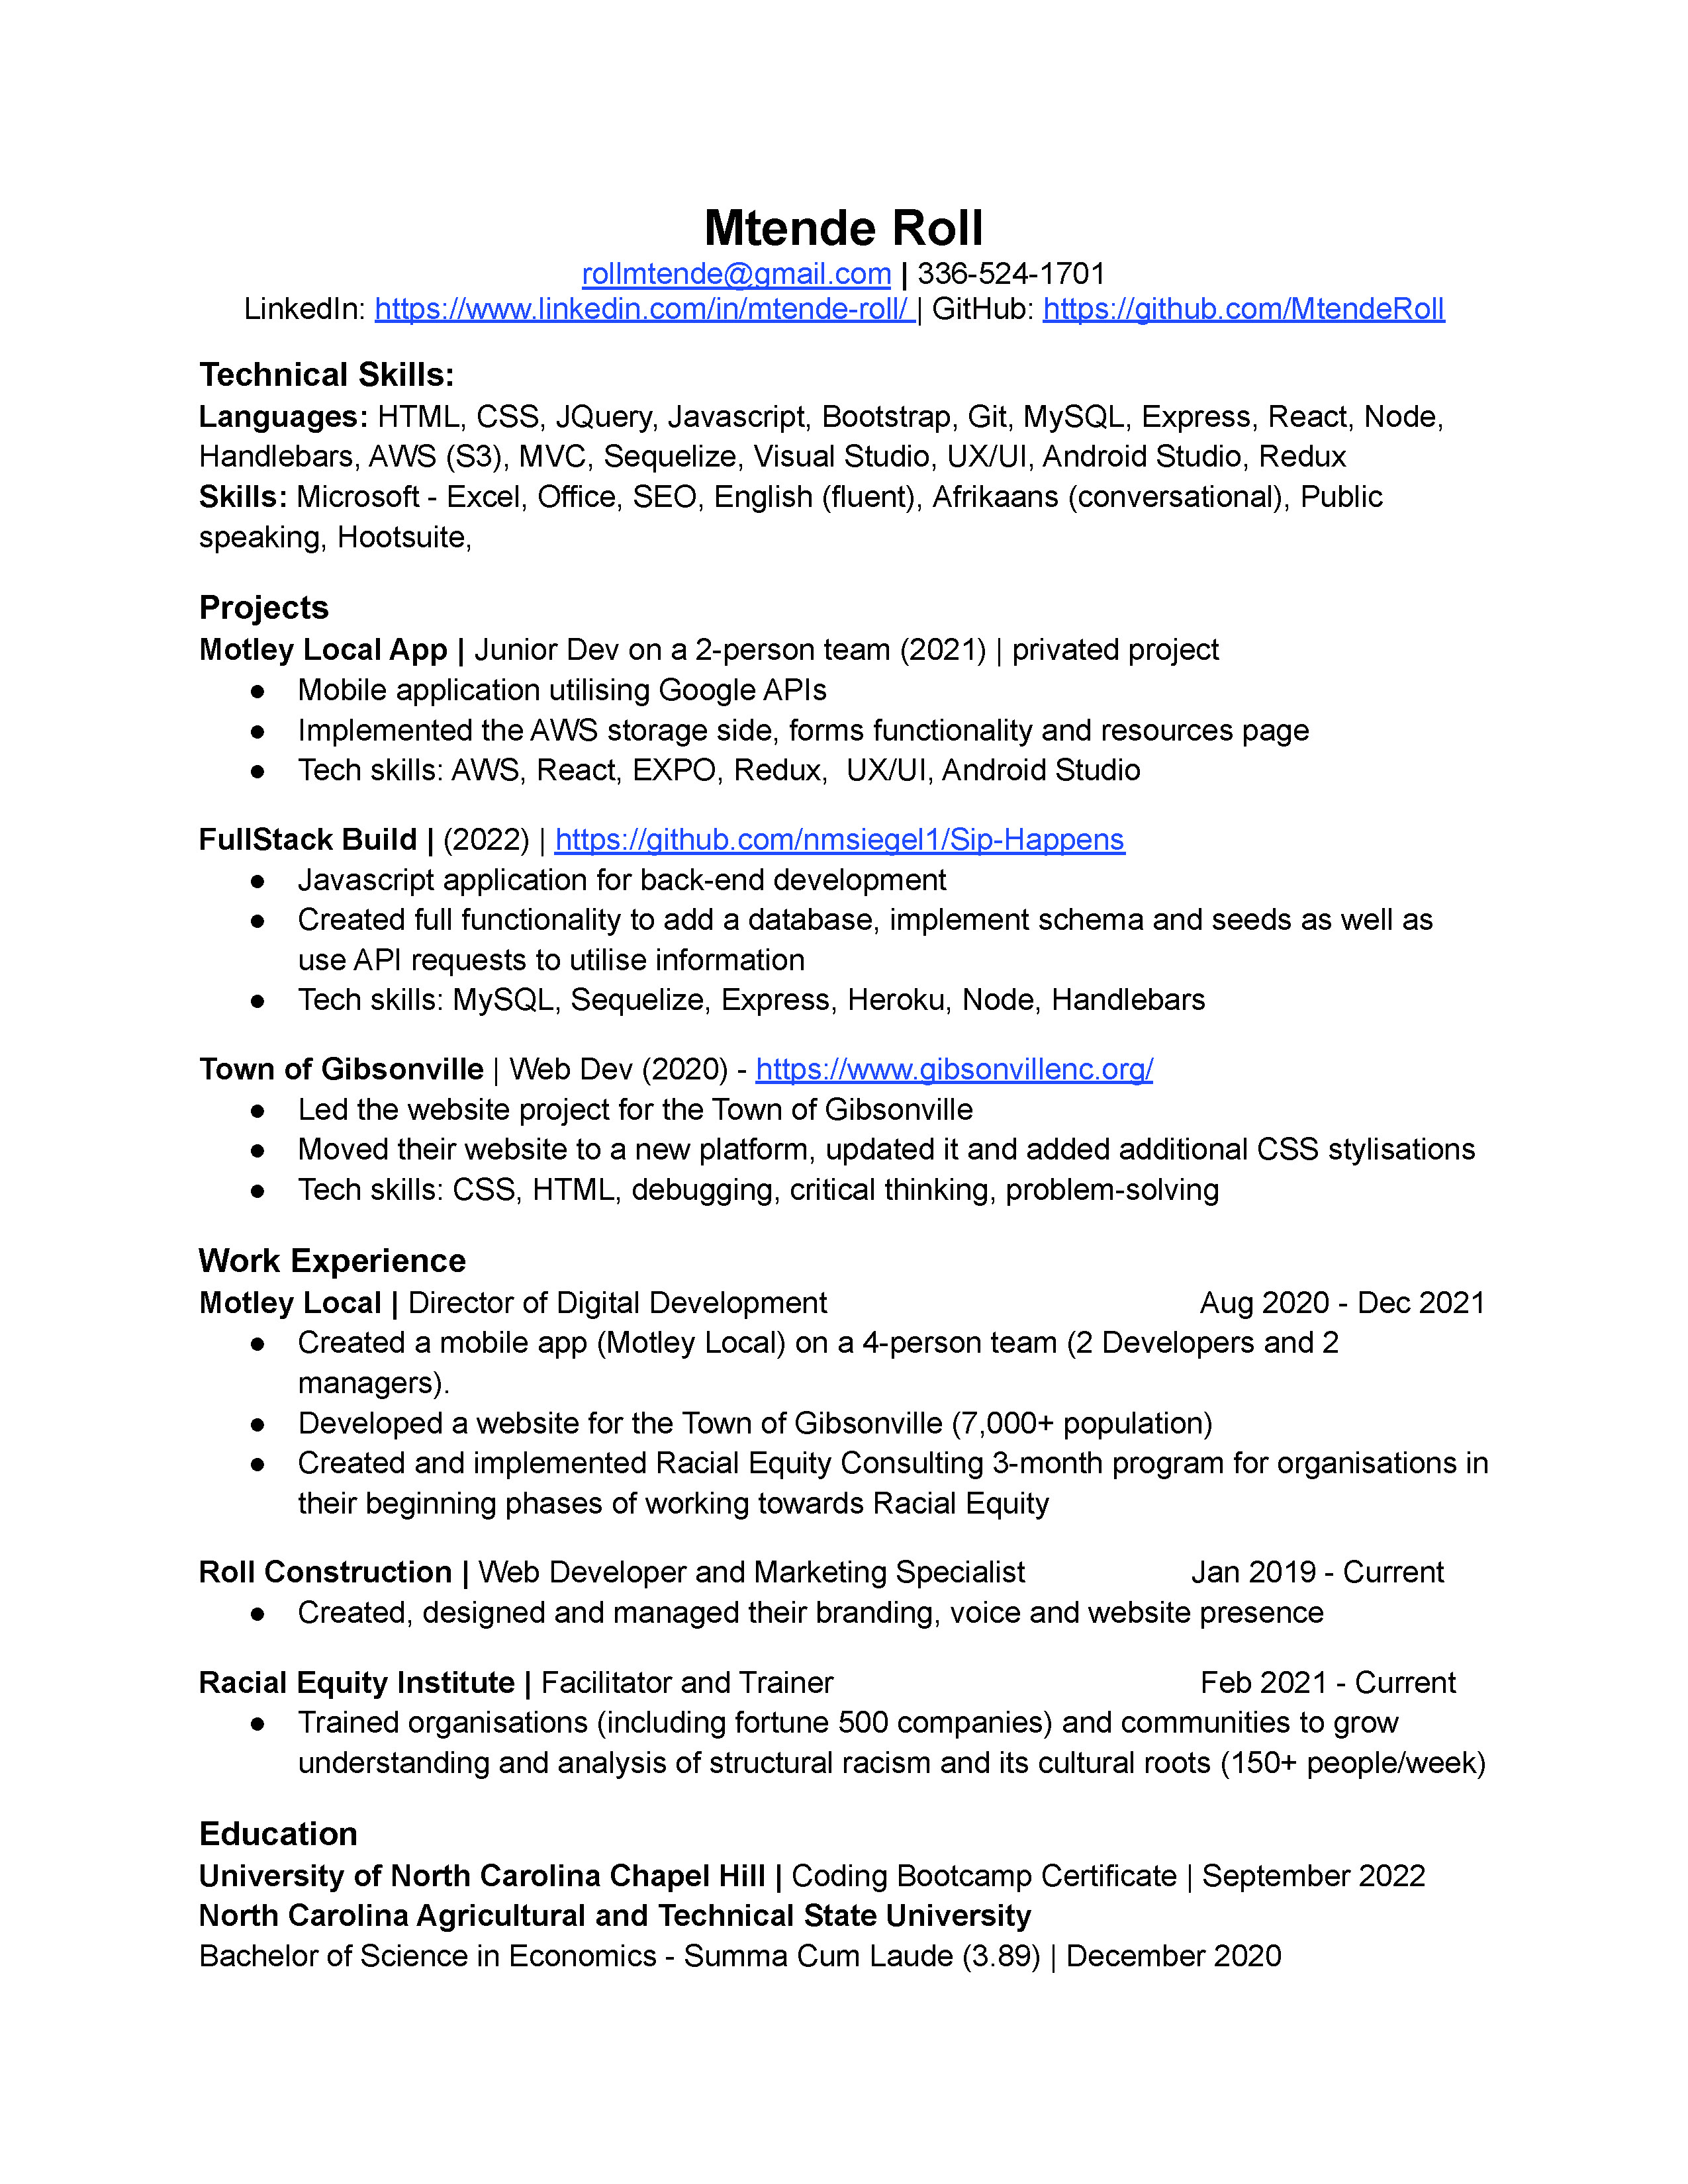 Mtende Roll
rollmtende@gmail.com | 336-524-1701
LinkedIn: https://www.linkedin.com/in/mtende-roll/ | GitHub: https://github.com/MtendeRoll
Technical Skills:
Languages: HTML, CSS, JQuery, Javascript, Bootstrap, Git, MySQL, Express, React, Node,
Handlebars, AWS (S3), MVC, Sequelize, Visual Studio, UX/UI, Android Studio, Redux
Skills: Microsoft - Excel, Office, SEO, English (fluent), Afrikaans (conversational), Public
speaking, Hootsuite,
Projects
Motley Local App | Junior Dev on a 2-person team (2021) | privated project
● Mobile application utilising Google APIs
● Implemented the AWS storage side, forms functionality and resources page
● Tech skills: AWS, React, EXPO, Redux,  UX/UI, Android Studio
FullStack Build | (2022) | https://github.com/nmsiegel1/Sip-Happens
● Javascript application for back-end development
● Created full functionality to add a database, implement schema and seeds as well as
use API requests to utilise information
● Tech skills: MySQL, Sequelize, Express, Heroku, Node, Handlebars
Town of Gibsonville | Web Dev (2020) - https://www.gibsonvillenc.org/
● Led the website project for the Town of Gibsonville
● Moved their website to a new platform, updated it and added additional CSS stylisations
● Tech skills: CSS, HTML, debugging, critical thinking, problem-solving
Work Experience
Motley Local | Director of Digital Development Aug 2020 - Dec 2021
● Created a mobile app (Motley Local) on a 4-person team (2 Developers and 2
managers).
● Developed a website for the Town of Gibsonville (7,000+ population)
● Created and implemented Racial Equity Consulting 3-month program for organisations in
their beginning phases of working towards Racial Equity
Roll Construction | Web Developer and Marketing Specialist Jan 2019 - Current
● Created, designed and managed their branding, voice and website presence
Racial Equity Institute | Facilitator and Trainer Feb 2021 - Current
● Trained organisations (including fortune 500 companies) and communities to grow
understanding and analysis of structural racism and its cultural roots (150+ people/week)
Education
University of North Carolina Chapel Hill | Coding Bootcamp Certificate | September 2022
North Carolina Agricultural and Technical State University
Bachelor of Science in Economics - Summa Cum Laude (3.89) | December 2020